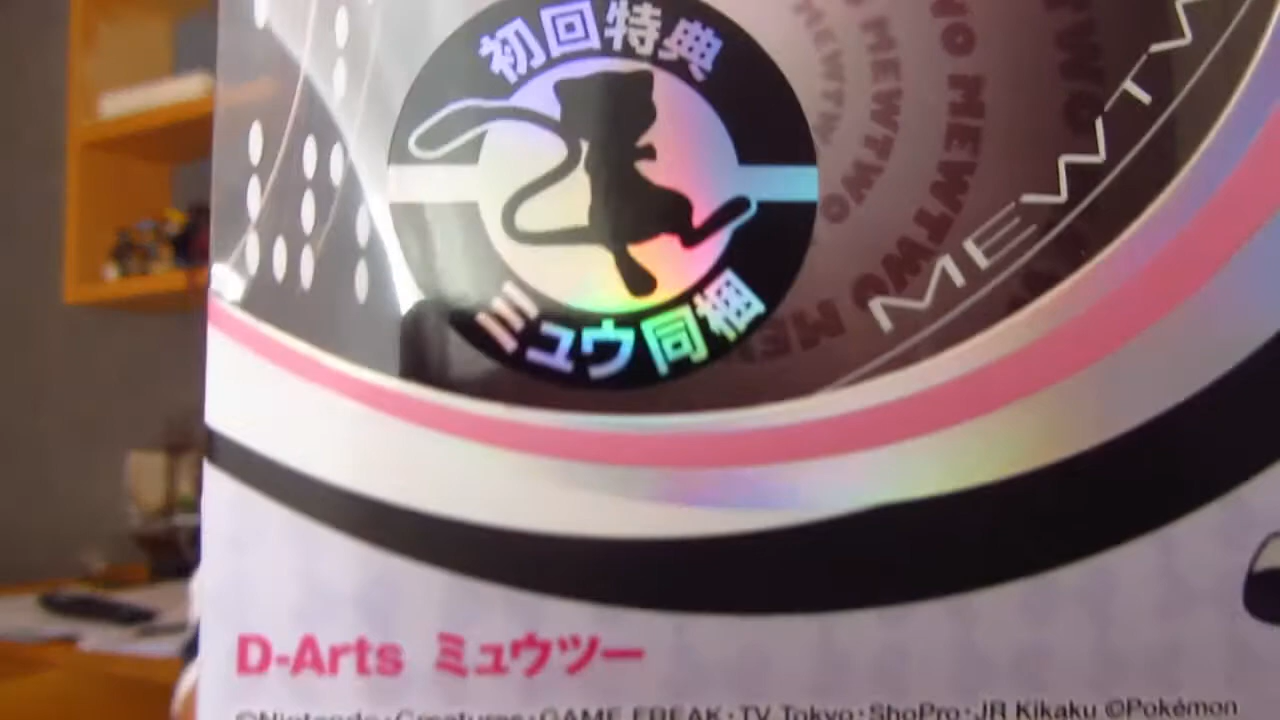 初回特典
ミュウ同梱
MEWTWO MEWTWO
MEWTWO
MEWTW
D-Arts ミュウツー
©Nintendo・Creatures・GAME FREAK・TV Tokyo・ShoPro・JR Kikaku ©Pokémon